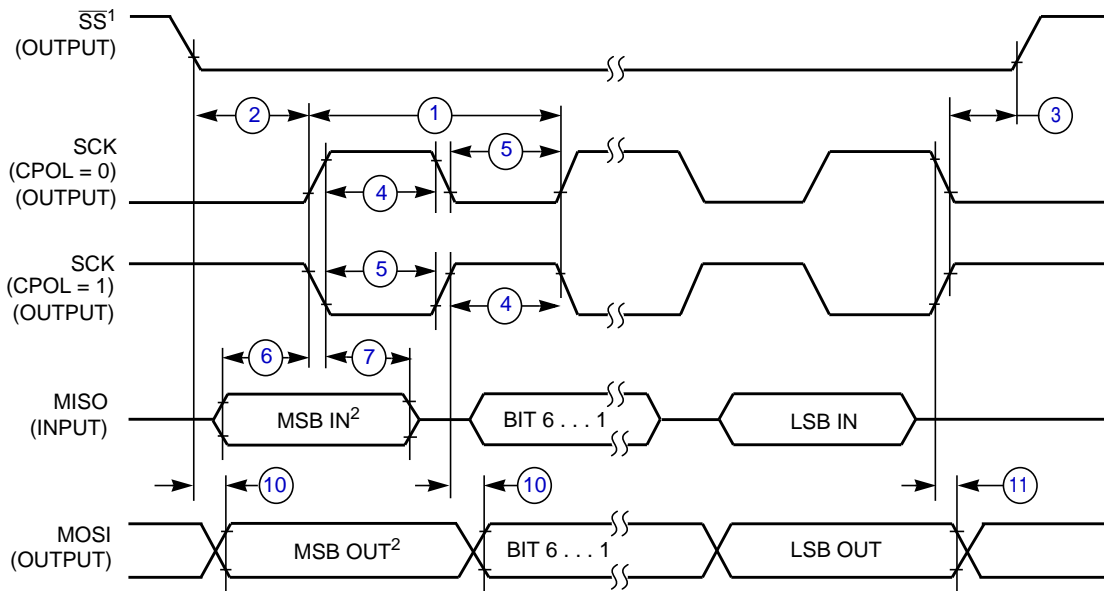 SS¹
(OUTPUT)
2
1
3
SCK
(CPOL = 0)
(OUTPUT)
5
4
SCK
(CPOL = 1)
(OUTPUT)
5
4
6
7
MISO
(INPUT)
MSB IN²
BIT 6 . . . 1
LSB IN
10
10
11
MOSI
(OUTPUT)
MSB OUT²
BIT 6 . . . 1
LSB OUT